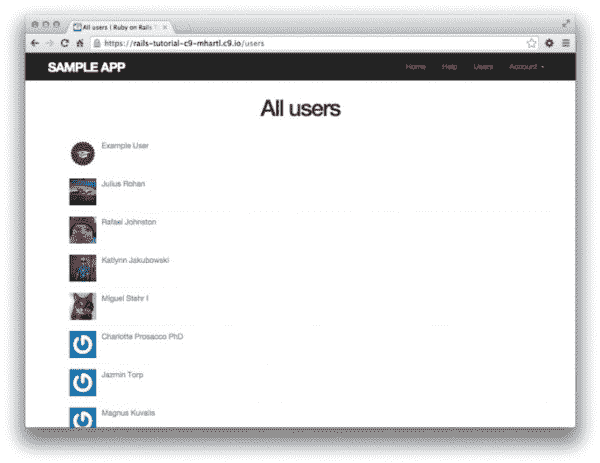 All users | Ruby on Rails T
https://rails-tutorial-c9-mhartl.c9.io/users
SAMPLE APP Home Help Users Account
All users
Example User
Julius Rohan
Rafael Johnston
Katlynn Jakubowski
Miguel Stehr I
Charlotte Prosacco PhD
Jazmin Torp
Magnus Kuvalis